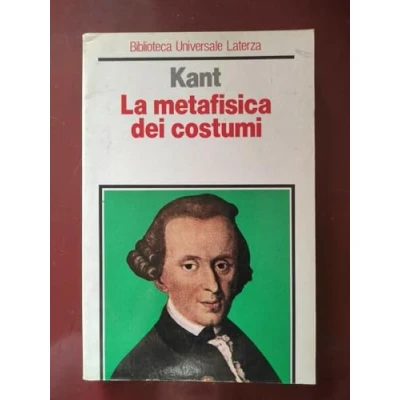 Biblioteca Universale Laterza
Kant
La metafisica
dei costumi